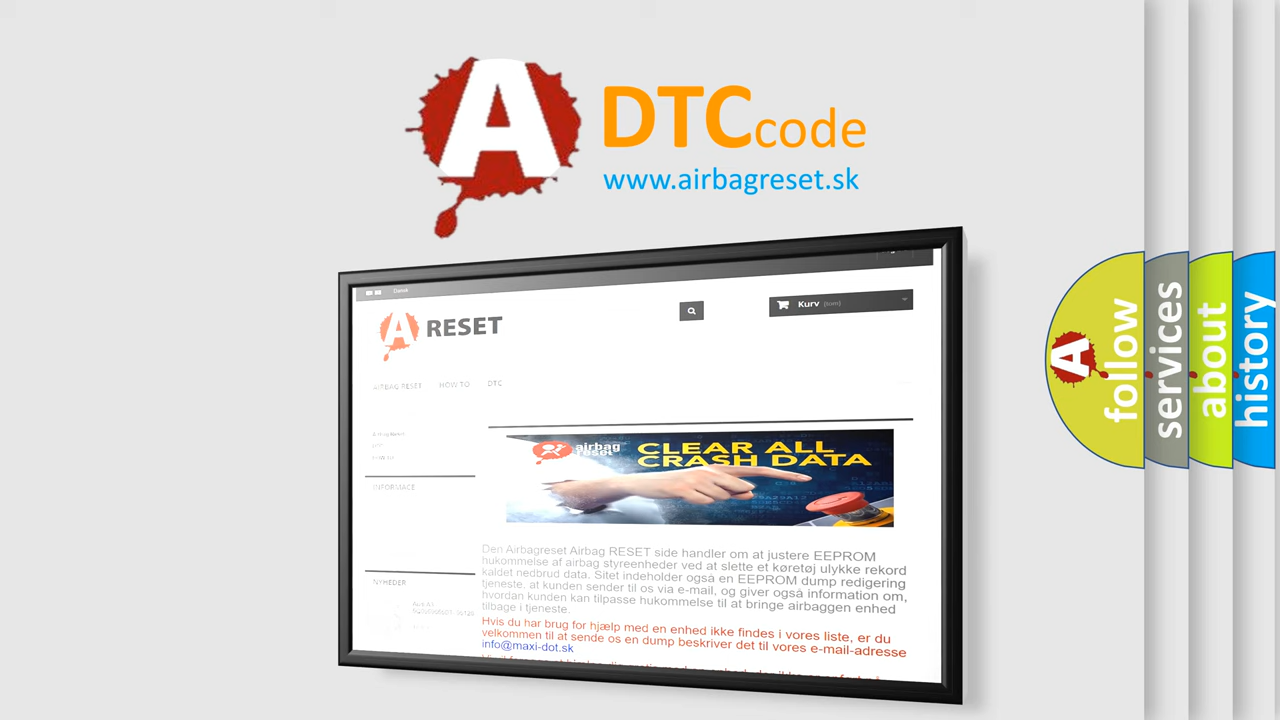 A
DTCcode
www.airbagreset.sk
Dansk
A RESET
Kurv (tom)
AIRBAG RESET HOW TO DTC
HOW TO
INFORMACE
airbag
reset
CLEAR ALL
CRASH DATA
Den Airbagreset Airbag RESET side handler om at justere EEPROM
hukommelse af airbag styreenheder ved at slette et køretøj ulykke rekord
kaldet nedbrud data. Sitet indeholder også en EEPROM dump redigering
tjeneste, at kunden sender til os via e-mail, og giver også information om,
hvordan kunden kan tilpasse hukommelse til at bringe airbaggen enhed
tilbage i tjeneste.
Hvis du har brug for hjælp med en enhed ikke findes i vores liste, er du
velkommen til at sende os en dump beskriver det til vores e-mail-adresse
info@maxi-dot.sk
NYHEDER
A
follow
services
about
history